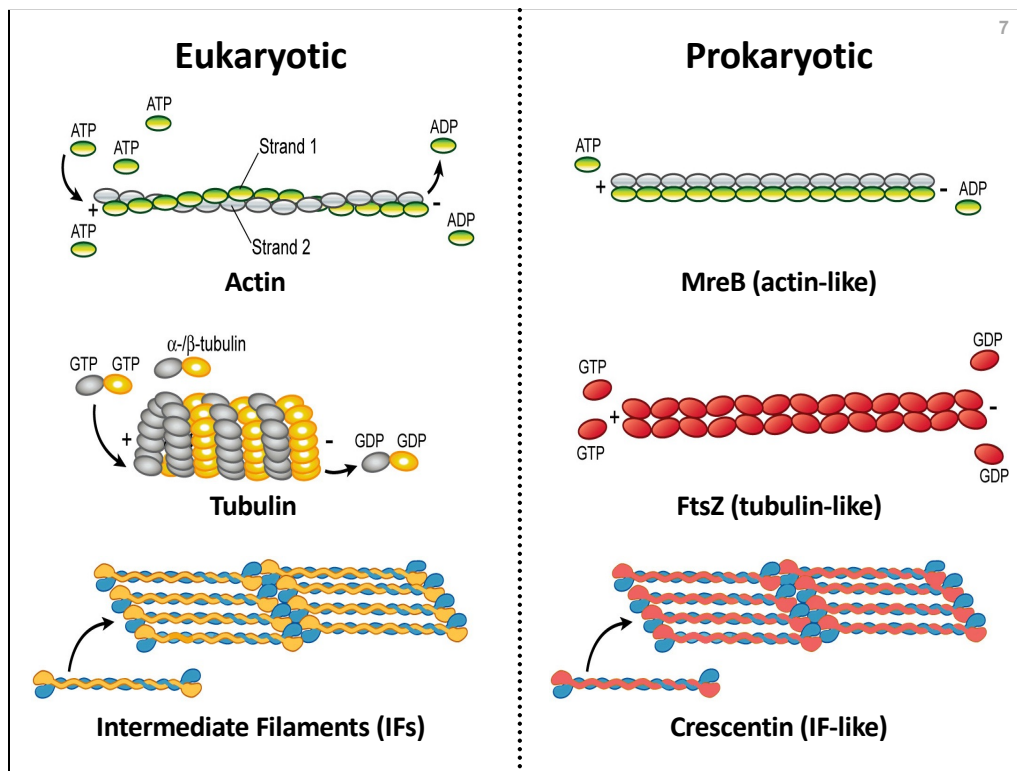 7
Eukaryotic
ATP
ATP
ATP
ATP
Strand 1
Strand 2
ADP
ADP
+
-
Actin
GTP GTP
α-/β-tubulin
+
-
GDP GDP
Tubulin
Intermediate Filaments (IFs)
Prokaryotic
ATP
+
-
ADP
MreB (actin-like)
GTP
GTP
+
-
GDP
GDP
FtsZ (tubulin-like)
Crescentin (IF-like)